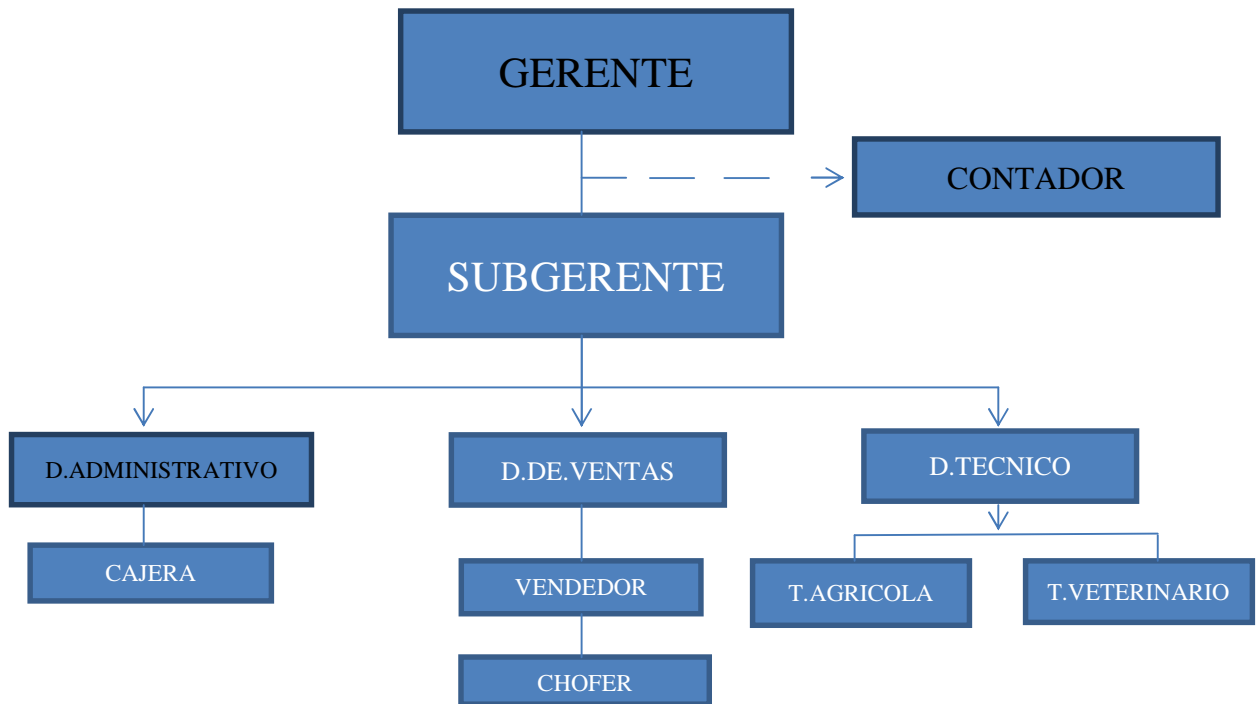 GERENTE
CONTADOR
SUBGERENTE
D.ADMINISTRATIVO
D.DE.VENTAS
D.TECNICO
CAJERA
VENDEDOR
T.AGRICOLA
T.VETERINARIO
CHOFER